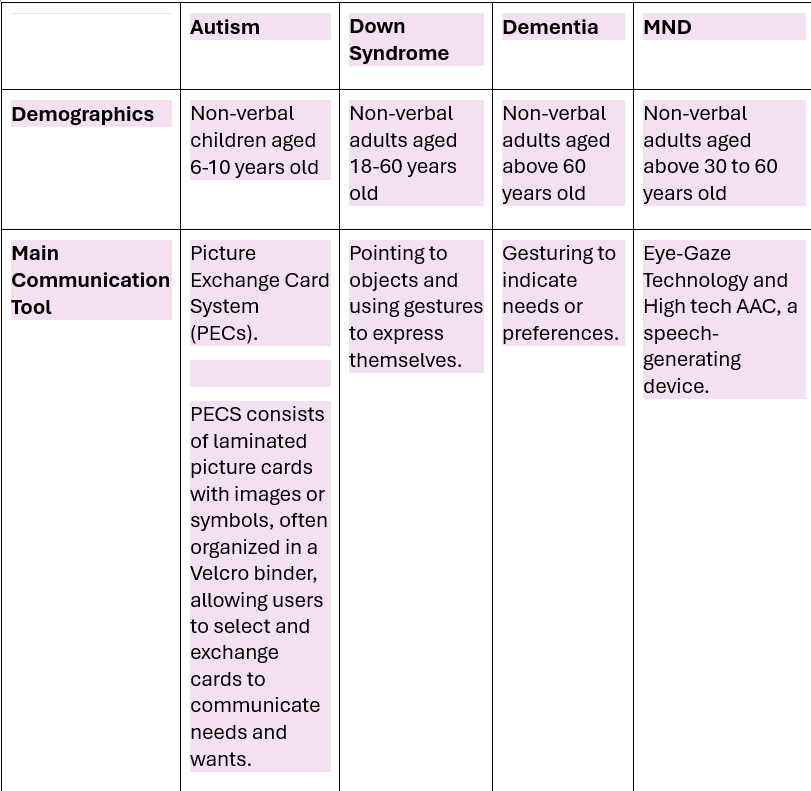 Autism
Down
Syndrome
Dementia
MND
Demographics
Non-verbal
children aged
6-10 years old
Non-verbal
adults aged
18-60 years
old
Non-verbal
adults aged
above 60
years old
Non-verbal
adults aged
above 30 to 60
years old
Main
Communication
Tool
Picture
Exchange Card
System
(PECs).
PECS consists
of laminated
picture cards
with images or
symbols, often
organized in a
Velcro binder,
allowing users
to select and
exchange
cards to
communicate
needs and
wants.
Pointing to
objects and
using gestures
to express
themselves.
Gesturing to
indicate
needs or
preferences.
Eye-Gaze
Technology and
High tech AAC, a
speech-
generating
device.